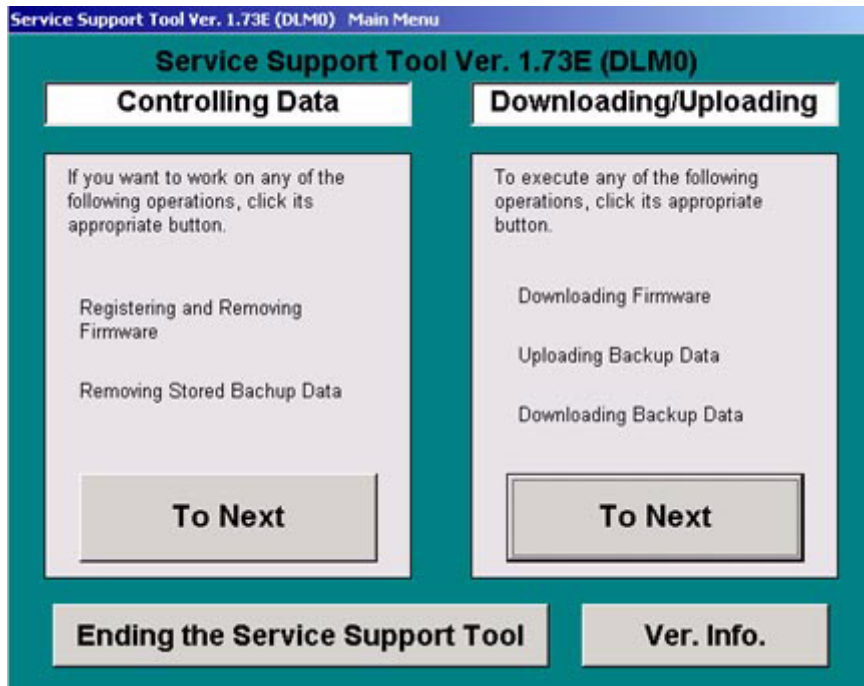 Service Support Tool Ver. 1.73E (DLM0)   Main Menu
Service Support Tool Ver. 1.73E (DLM0)
Controlling Data
If you want to work on any of the
following operations, click its
appropriate button.
Registering and Removing
Firmware
Removing Stored Bachup Data
To Next
Downloading/Uploading
To execute any of the following
operations, click its appropriate
button.
Downloading Firmware
Uploading Backup Data
Downloading Backup Data
To Next
Ending the Service Support Tool
Ver. Info.